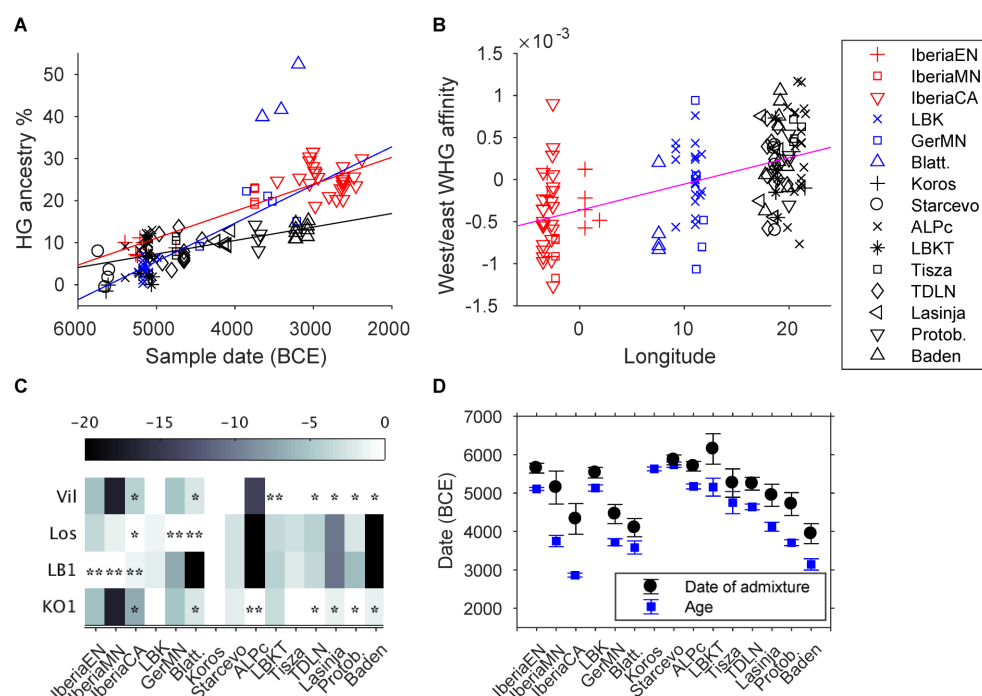 A
HG ancestry %
50
40
30
20
10
0
6000 5000 4000 3000 2000
Sample date (BCE)
B
×10⁻³
West/east WHG affinity
1.5
1
0.5
0
-0.5
-1
-1.5
0 10 20
Longitude
IberiaEN
IberiaMN
IberiaCA
LBK
GerMN
Blatt.
Koros
Starcevo
ALPc
LBKT
Tisza
TDLN
Lasinja
Protob.
Baden
C
−20 −15 −10 −5 0
Vil * * ** * * * *
Los * ** **
LB1 ** ** **
KO1 * * ** * * * *
IberiaEN IberiaMN IberiaCA LBK GerMN Blatt. Koros Starcevo ALPc LBKT Tisza TDLN Lasinja Protob. Baden
D
Date (BCE)
7000
6000
5000
4000
3000
2000
Date of admixture
Age
IberiaEN IberiaMN IberiaCA LBK GerMN Blatt. Koros Starcevo ALPc LBKT Tisza TDLN Lasinja Protob. Baden